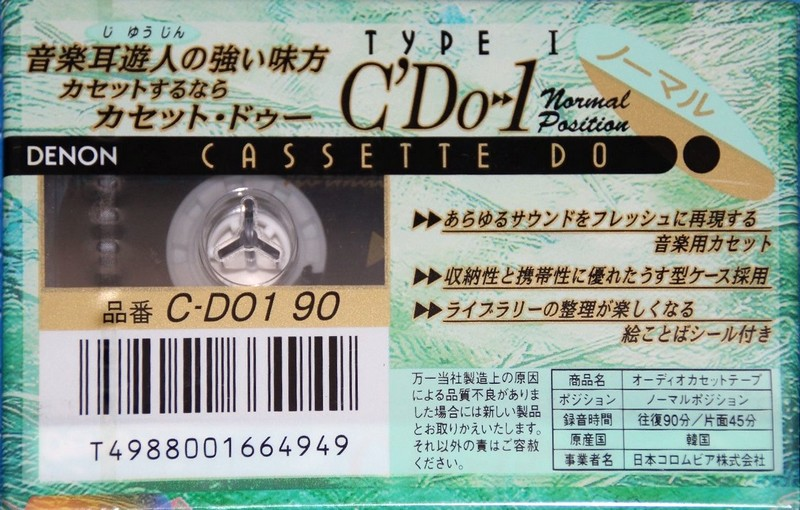 じゆうじん
音楽耳遊人の強い味方
カセットするなら
カセット・ドゥー
TYPE I
C'Do▸▸1
Normal
Position
ノーマル
DENON
CASSETTE DO
▶▶あらゆるサウンドをフレッシュに再現する
音楽用カセット
▶▶収納性と携帯性に優れたうす型ケース採用
▶▶ライブラリーの整理が楽しくなる
絵ことばシール付き
品番 C-DO1 90
T4988001664949
万一当社製造上の原因
による品質不良がありま
した場合には新しい製品
とお取りかえいたします。
それ以外の責はご容赦
ください。
商品名 オーディオカセットテープ
ポジション ノーマルポジション
録音時間 往復90分／片面45分
原産国 韓国
事業者名 日本コロムビア株式会社